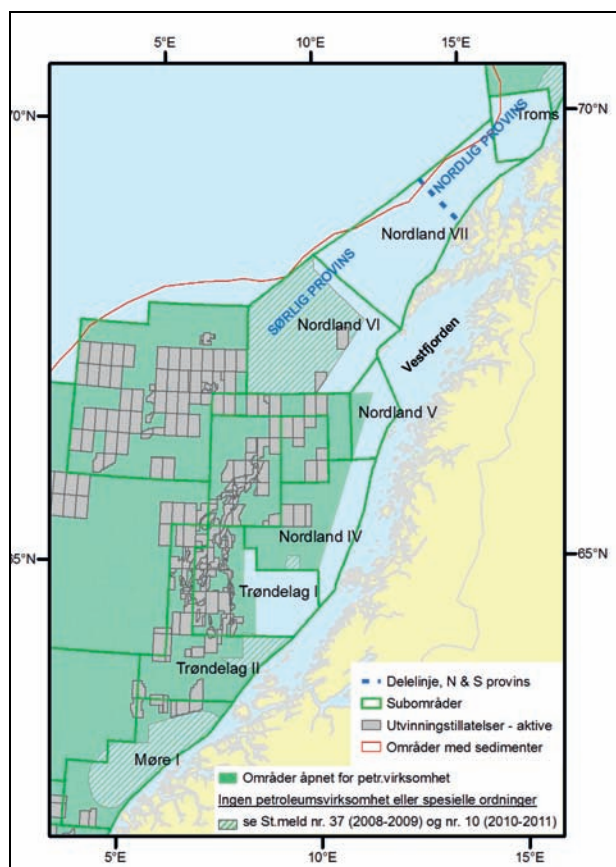 5°E 10°E 15°E
70°N 70°N
Troms
NORDLIG PROVINS
Nordland VII
SØRLIG PROVINS
Nordland VI
Vestfjorden
Nordland V
Nordland IV
65°N 65°N
Trøndelag I
Trøndelag II
Møre I
Delelinje, N & S provins
Subområder
Utvinningstillatelser - aktive
Områder med sedimenter
Områder åpnet for petr.virksomhet
Ingen petroleumsvirksomhet eller spesielle ordninger
se St.meld nr. 37 (2008-2009) og nr. 10 (2010-2011)
5°E 10°E 15°E